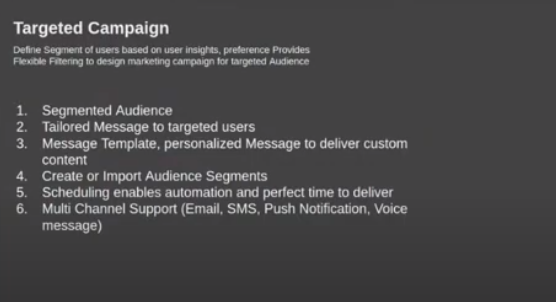 Targeted Campaign
Define Segment of users based on user insights, preference Provides
Flexible Filtering to design marketing campaign for targeted Audience
1. Segmented Audience
2. Tailored Message to targeted users
3. Message Template, personalized Message to deliver custom
content
4. Create or Import Audience Segments
5. Scheduling enables automation and perfect time to deliver
6. Multi Channel Support (Email, SMS, Push Notification, Voice
message)